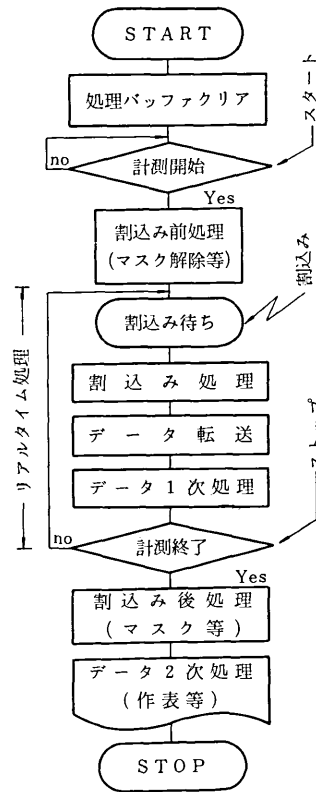 START
処理バッファクリア
スタート
no
計測開始
Yes
割込み前処理
(マスク解除等)
割込み
割込み待ち
リアルタイム処理
割込み処理
データ転送
データ1次処理
ストップ
no
計測終了
Yes
割込み後処理
(マスク等)
データ2次処理
(作表等)
STOP